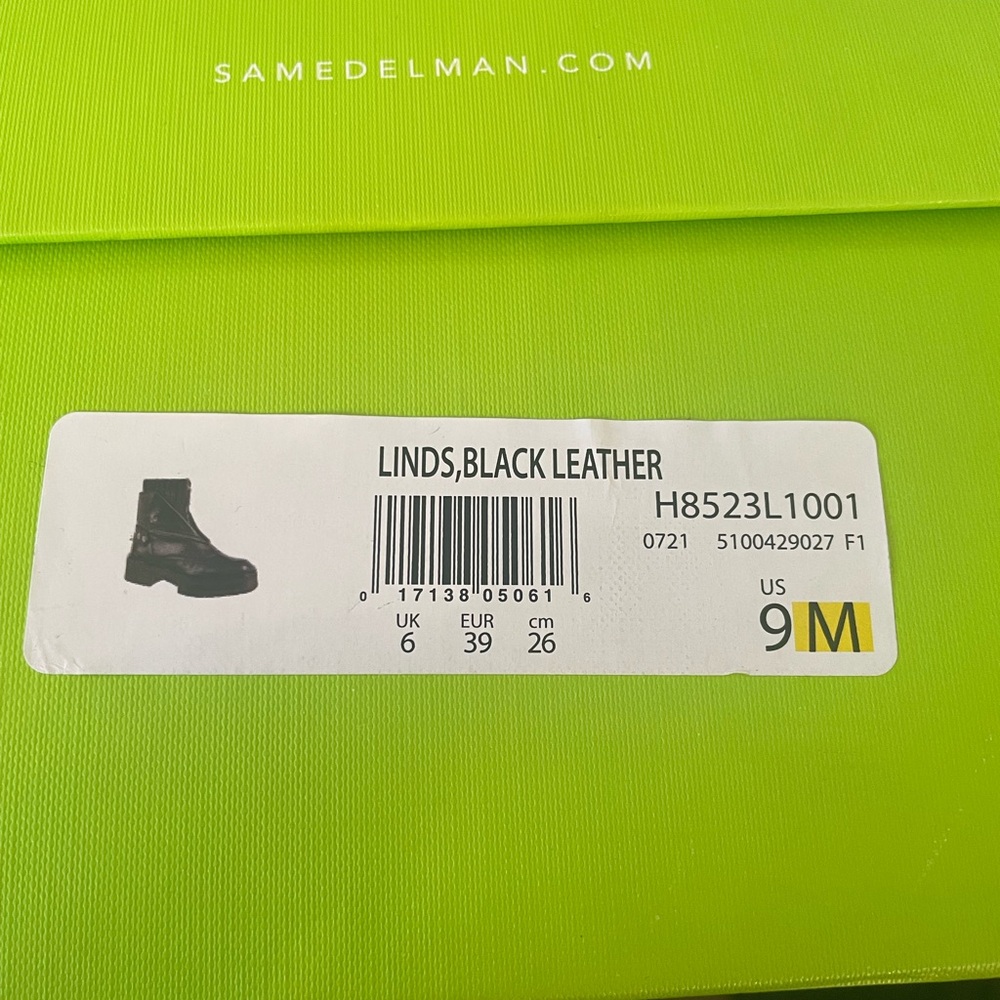 SAMEDELMAN.COM
LINDS,BLACK LEATHER
H8523L1001
0721 5100429027 F1
0 17138 05061 6
UK EUR cm
6 39 26
US
9 M